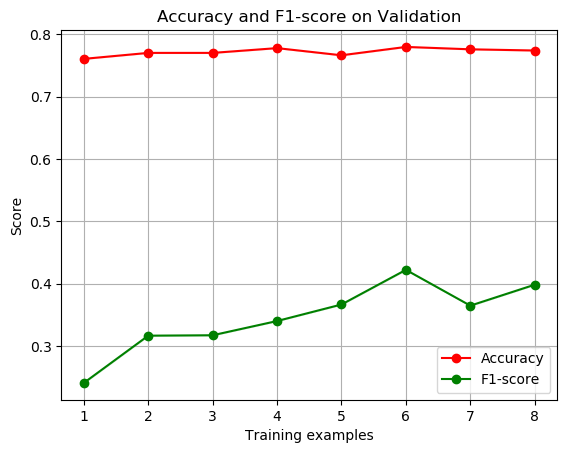 Accuracy and F1-score on Validation
0.8
0.7
0.6
0.5
0.4
0.3
Score
Accuracy
F1-score
1 2 3 4 5 6 7 8
Training examples